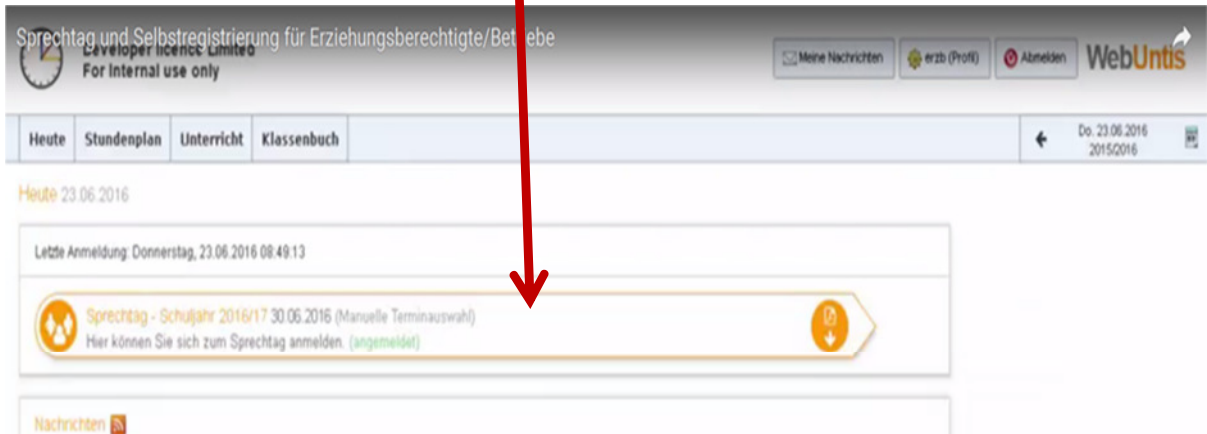 Sprechtag und Selbstregistrierung für Erziehungsberechtigte/Betriebe
Developer licence Limited
For Internal use only
Meine Nachrichten
erzb (Profil)
Abmelden
WebUntis
Heute
Stundenplan
Unterricht
Klassenbuch
Do. 23.06.2016
2015/2016
Heute 23.06.2016
Letzte Anmeldung: Donnerstag, 23.06.2016 08:49:13
Sprechtag - Schuljahr 2016/17 30.06.2016 (Manuelle Terminauswahl)
Hier können Sie sich zum Sprechtag anmelden. (angemeldet)
Nachrichten